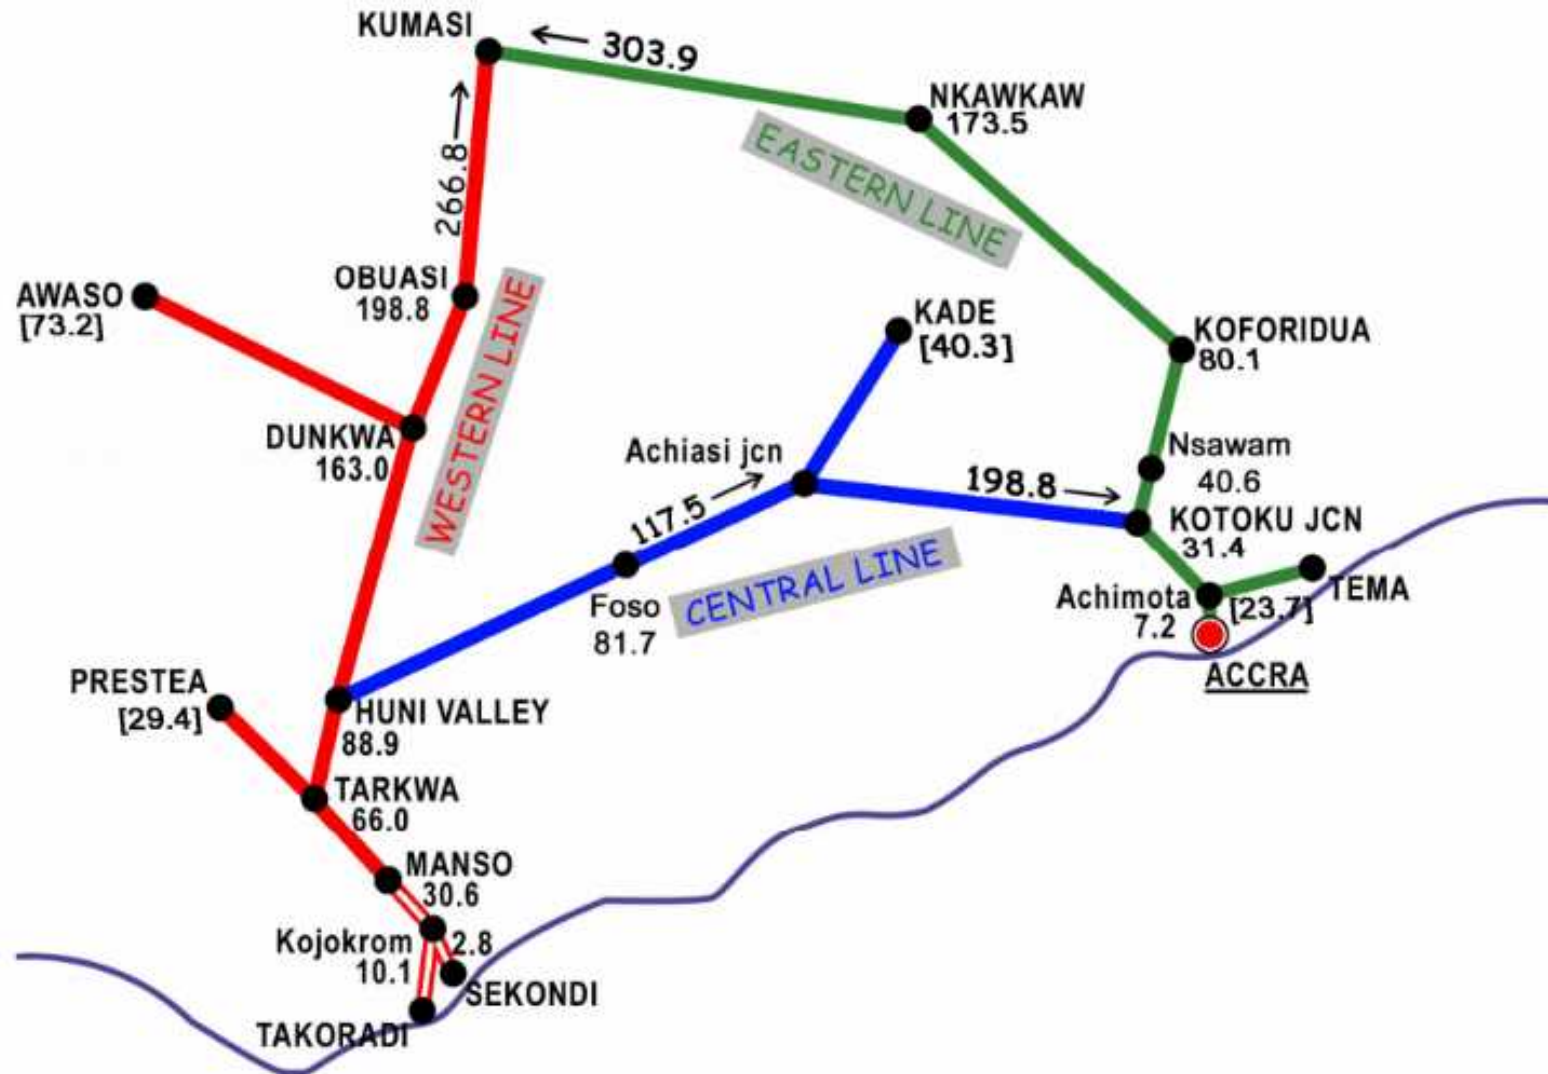 KUMASI
303.9
NKAWKAW
173.5
EASTERN LINE
266.8
OBUASI
198.8
AWASO
[73.2]
WESTERN LINE
KADE
[40.3]
KOFORIDUA
80.1
DUNKWA
163.0
Achiasi jcn
Nsawam
40.6
117.5
198.8
KOTOKU JCN
31.4
CENTRAL LINE
Foso
81.7
Achimota
7.2
[23.7]
TEMA
ACCRA
PRESTEA
[29.4]
HUNI VALLEY
88.9
TARKWA
66.0
MANSO
30.6
Kojokrom
10.1
2.8
SEKONDI
TAKORADI